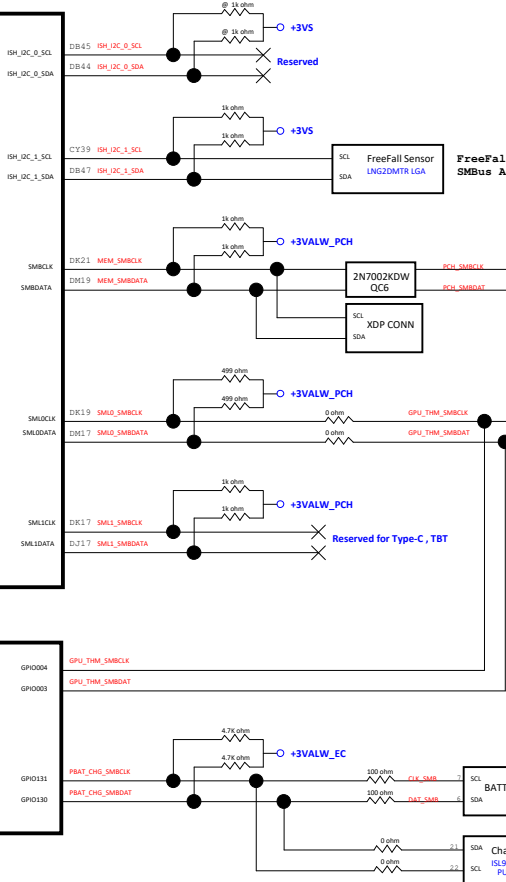 @ 1k ohm
+3VS
@ 1k ohm
ISH_I2C_0_SCL DB45 ISH_I2C_0_SCL
Reserved
ISH_I2C_0_SDA DB44 ISH_I2C_0_SDA
1k ohm
+3VS
1k ohm
ISH_I2C_1_SCL CY39 ISH_I2C_1_SCL SCL FreeFall Sensor FreeFal
ISH_I2C_1_SDA DB47 ISH_I2C_1_SDA SDA LNG2DMTR LGA SMBus A
1k ohm
+3VALW_PCH
1k ohm
SMBCLK DK21 MEM_SMBCLK 2N7002KDW PCH_SMBCLK
SMBDATA DM19 MEM_SMBDATA QC6 PCH_SMBDAT
SCL
XDP CONN
SDA
499 ohm
+3VALW_PCH
499 ohm
SML0CLK DK19 SML0_SMBCLK 0 ohm GPU_THM_SMBCLK
SML0DATA DM17 SML0_SMBDATA 0 ohm GPU_THM_SMBDAT
1k ohm
+3VALW_PCH
1k ohm
SML1CLK DK17 SML1_SMBCLK
Reserved for Type-C , TBT
SML1DATA DJ17 SML1_SMBDATA
GPIO004 GPU_THM_SMBCLK
GPIO003 GPU_THM_SMBDAT
4.7K ohm
+3VALW_EC
4.7K ohm
GPIO131 PBAT_CHG_SMBCLK 100 ohm CLK_SMB 7 SCL
BATT
GPIO130 PBAT_CHG_SMBDAT 100 ohm DAT_SMB 6 SDA
0 ohm 21 SDA Cha
ISL9
0 ohm 22 SCL PU